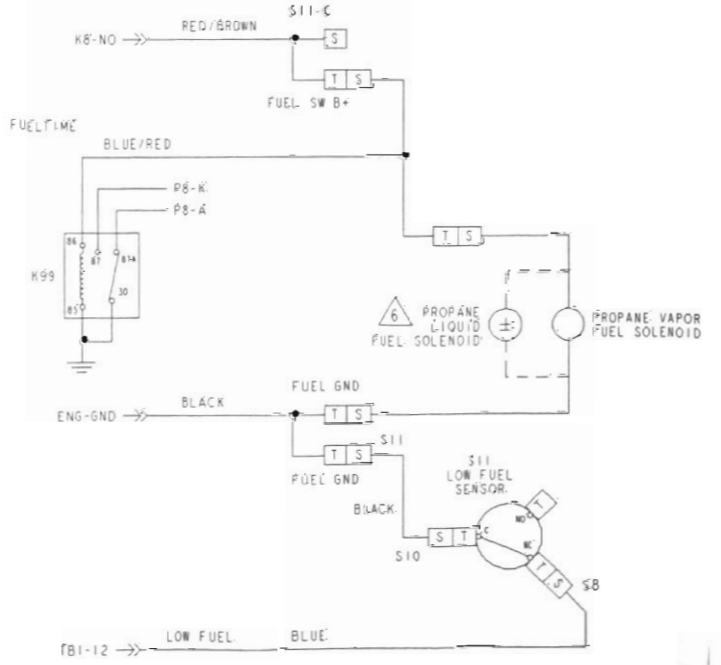 S11-C
RED/BROWN
K8-NO
S
T S
FUEL SW B+
FUELTIME
BLUE/RED
P8-K
P8-A
T S
86
87
87A
K99
30
85
6
PROPANE
LIQUID
FUEL SOLENOID
±
PROPANE VAPOR
FUEL SOLENOID
FUEL GND
BLACK
ENG-GND
T S
S11
T S
FUEL GND
S11
LOW FUEL
SENSOR
BLACK
T
NO
S T
C
S10
NC
T S
S8
LOW FUEL
BLUE
TB1-12